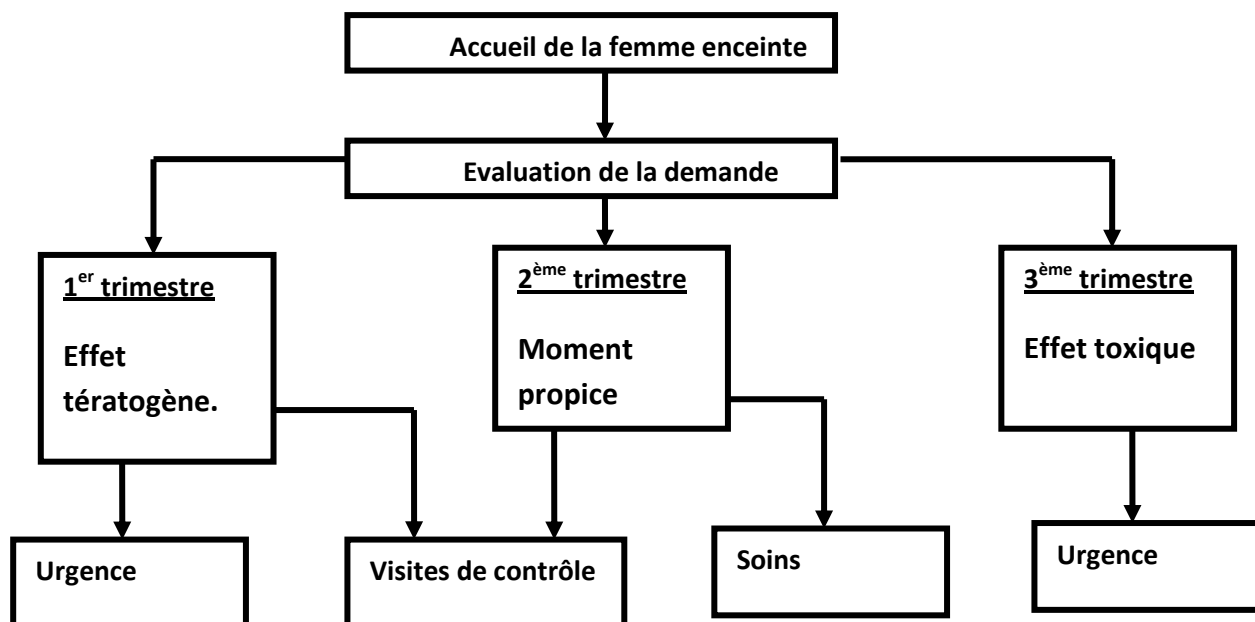 Accueil de la femme enceinte
Evaluation de la demande
1er trimestre
Effet
tératogène.
2ème trimestre
Moment
propice
3ème trimestre
Effet toxique
Urgence
Visites de contrôle
Soins
Urgence